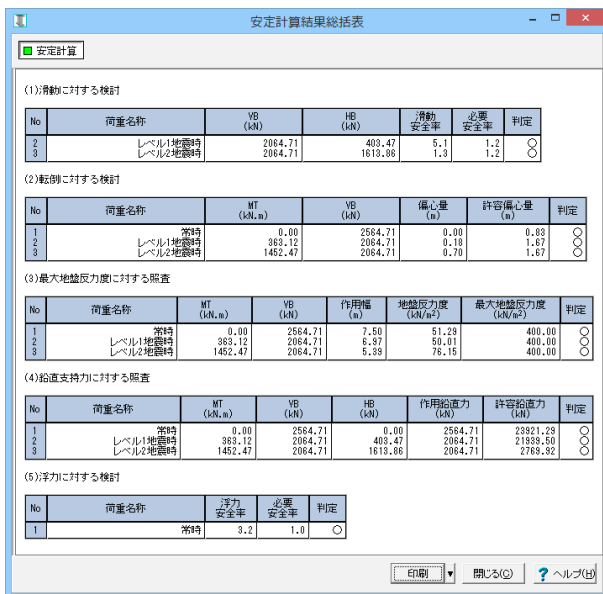 安定計算結果総括表
安定計算
(1)滑動に対する検討
No 荷重名称 VB (kN) HB (kN) 滑動安全率 必要安全率 判定
2 レベル1地震時 2064.71 403.47 5.1 1.2 ○
3 レベル2地震時 2064.71 1613.86 1.3 1.2 ○
(2)転倒に対する検討
No 荷重名称 MT (kN.m) VB (kN) 偏心量 (m) 許容偏心量 (m) 判定
1 常時 0.00 2564.71 0.00 0.83 ○
2 レベル1地震時 363.12 2064.71 0.18 1.67 ○
3 レベル2地震時 1452.47 2064.71 0.70 1.67 ○
(3)最大地盤反力度に対する照査
No 荷重名称 MT (kN.m) VB (kN) 作用幅 (m) 地盤反力度 (kN/m²) 最大地盤反力度 (kN/m²) 判定
1 常時 0.00 2564.71 7.50 51.29 400.00 ○
2 レベル1地震時 363.12 2064.71 6.97 50.01 400.00 ○
3 レベル2地震時 1452.47 2064.71 5.39 76.15 400.00 ○
(4)鉛直支持力に対する照査
No 荷重名称 MT (kN.m) VB (kN) HB (kN) 作用鉛直力 (kN) 許容鉛直力 (kN) 判定
1 常時 0.00 2564.71 0.00 2564.71 23921.29 ○
2 レベル1地震時 363.12 2064.71 403.47 2064.71 21939.50 ○
3 レベル2地震時 1452.47 2064.71 1613.86 2064.71 2769.92 ○
(5)浮力に対する検討
No 荷重名称 浮力安全率 必要安全率 判定
1 常時 3.2 1.0 ○
印刷 閉じる(C) ? ヘルプ(H)